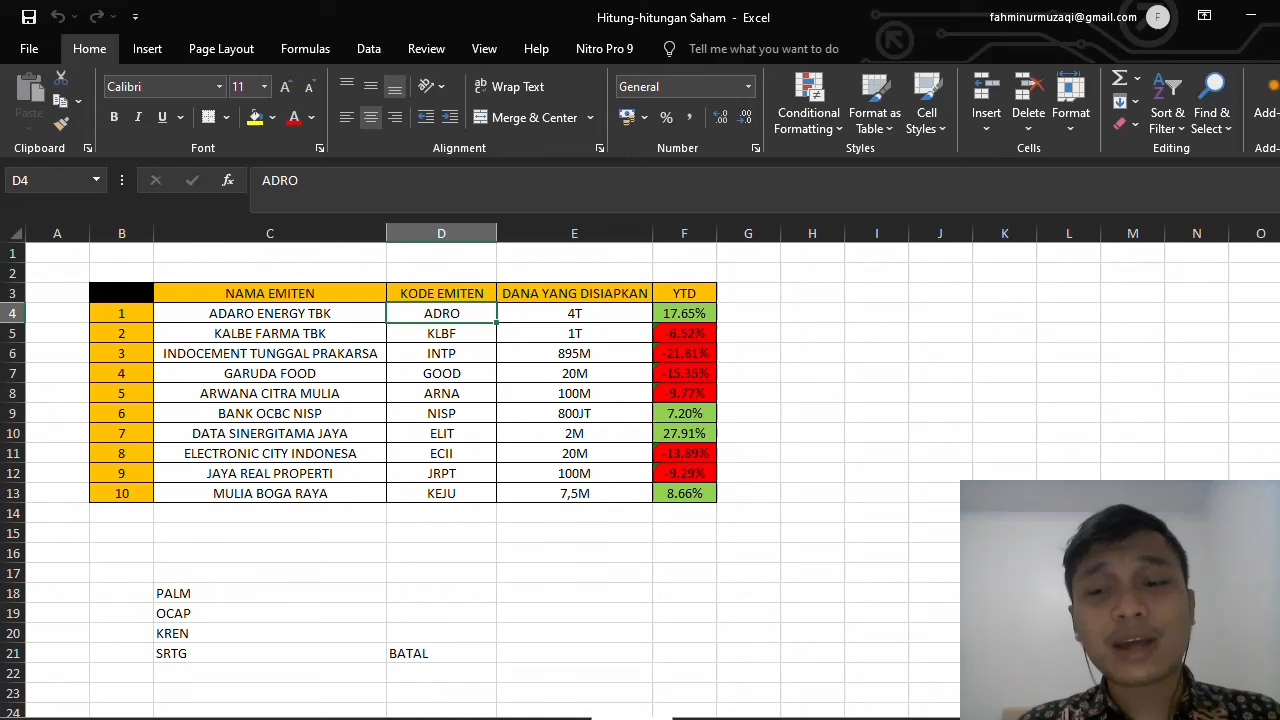 Hitung-hitungan Saham - Excel
fahminurmuzaqi@gmail.com F
File Home Insert Page Layout Formulas Data Review View Help Nitro Pro 9 Tell me what you want to do
Calibri 11 Wrap Text General
Paste B I U A Merge & Center % Conditional Formatting Format as Table Cell Styles Insert Delete Format Sort & Filter Find & Select Add-
Clipboard Font Alignment Number Styles Cells Editing Add-
D4 fx ADRO
A B C D E F G H I J K L M N O
1
2
3 NAMA EMITEN KODE EMITEN DANA YANG DISIAPKAN YTD
4 1 ADARO ENERGY TBK ADRO 4T 17.65%
5 2 KALBE FARMA TBK KLBF 1T -6.52%
6 3 INDOCEMENT TUNGGAL PRAKARSA INTP 895M -21.81%
7 4 GARUDA FOOD GOOD 20M -15.35%
8 5 ARWANA CITRA MULIA ARNA 100M -9.77%
9 6 BANK OCBC NISP NISP 800JT 7.20%
10 7 DATA SINERGITAMA JAYA ELIT 2M 27.91%
11 8 ELECTRONIC CITY INDONESA ECII 20M -13.89%
12 9 JAYA REAL PROPERTI JRPT 100M -9.29%
13 10 MULIA BOGA RAYA KEJU 7,5M 8.66%
14
15
16
17
18 PALM
19 OCAP
20 KREN
21 SRTG BATAL
22
23
24